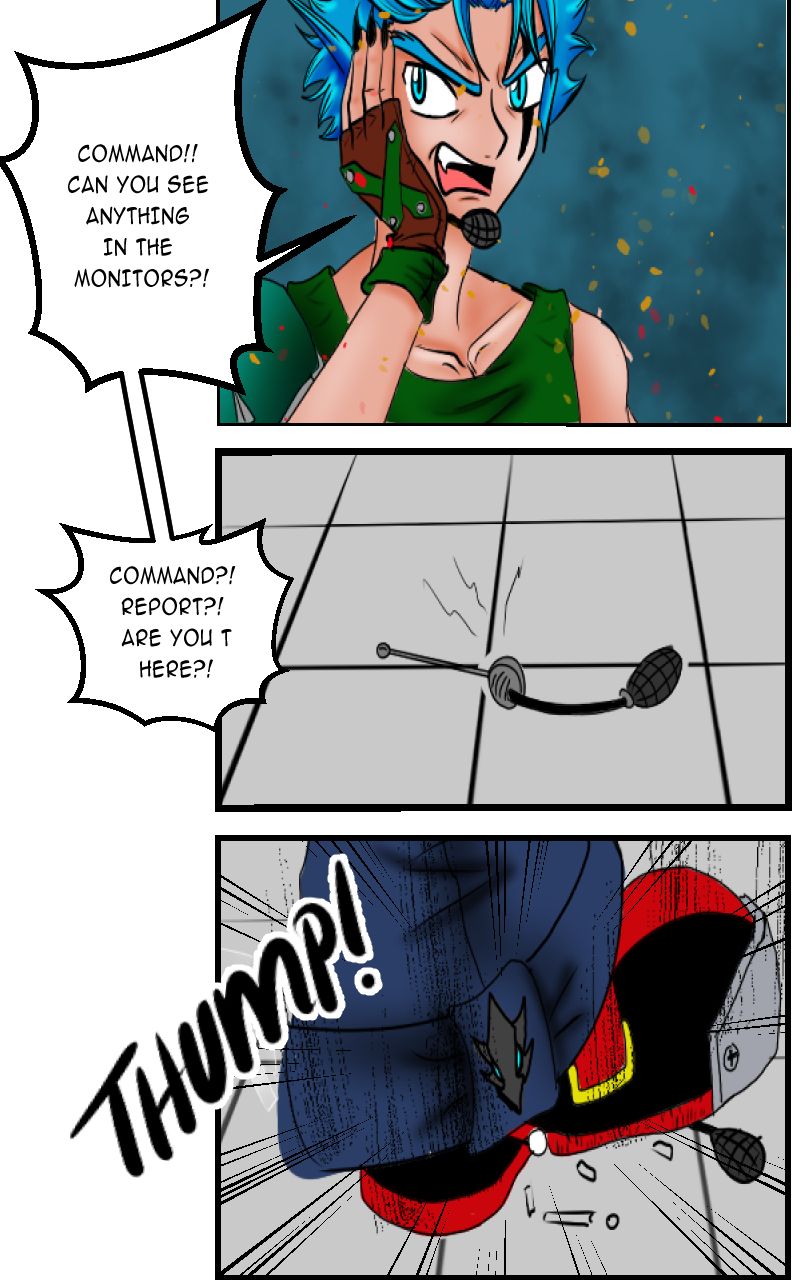 COMMAND!!
CAN YOU SEE
ANYTHING
IN THE
MONITORS?!
COMMAND?!
REPORT?!
ARE YOU T
HERE?!
THUMP!